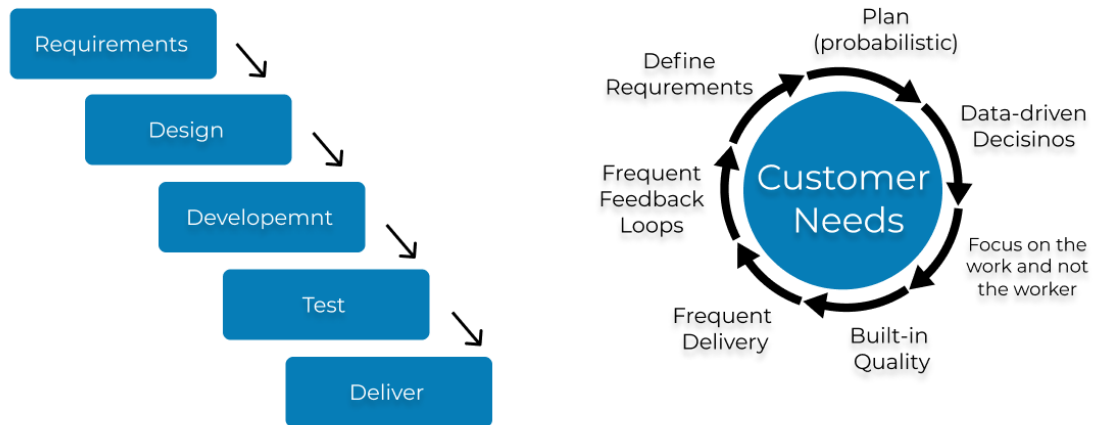 Requirements
Design
Developemnt
Test
Deliver
Plan
(probabilistic)
Data-driven
Decisinos
Focus on the
work and not
the worker
Built-in
Quality
Frequent
Delivery
Frequent
Feedback
Loops
Define
Requrements
Customer
Needs